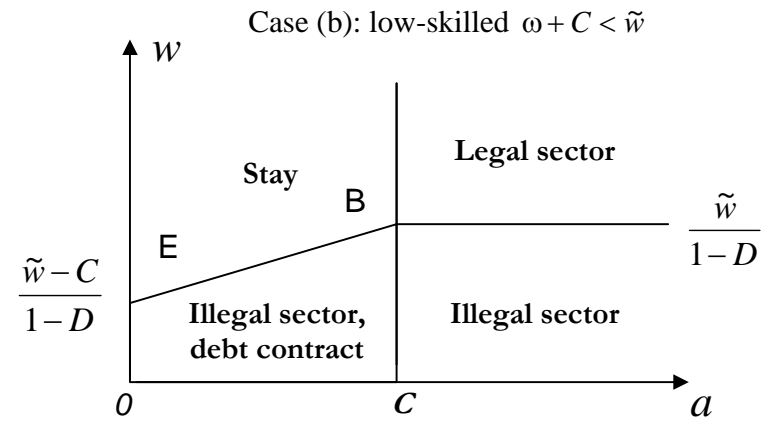 Case (b): low-skilled ω + C < w̃
w
Legal sector
Stay
B
w̃
1 − D
E
w̃ − C
1 − D
Illegal sector,
debt contract
Illegal sector
0
C
a